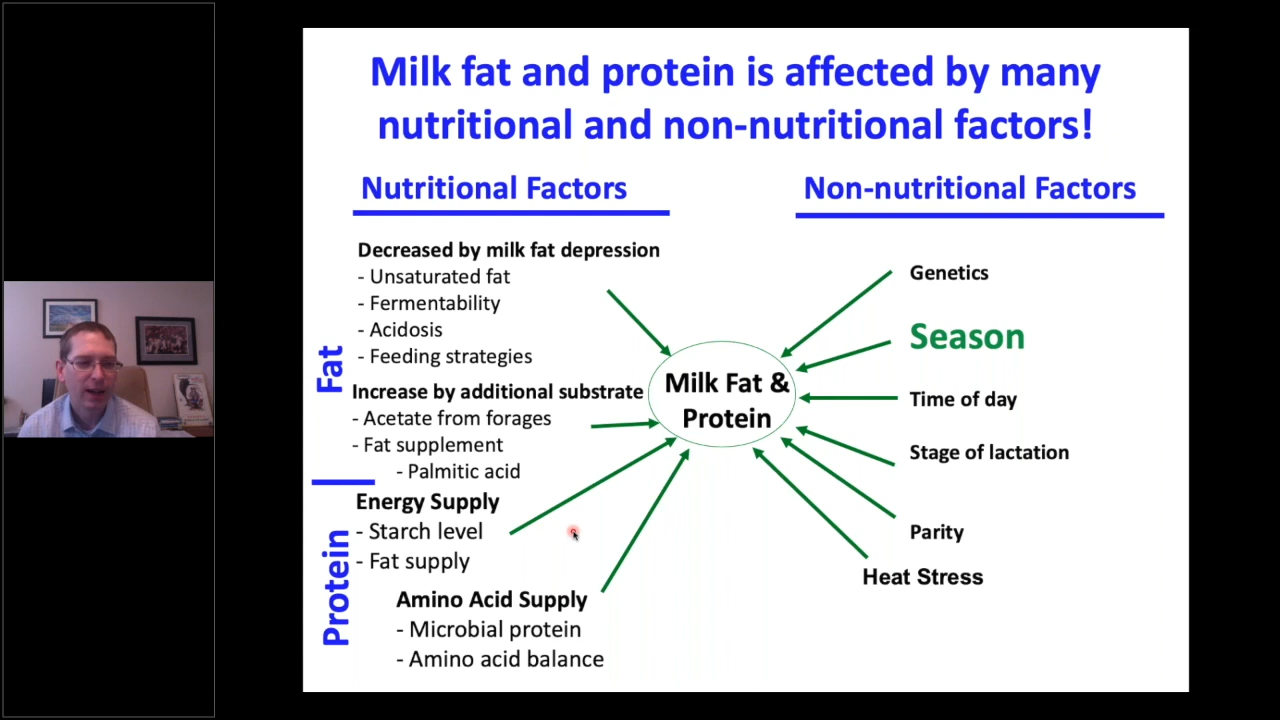 Milk fat and protein is affected by many
nutritional and non-nutritional factors!
Nutritional Factors
Non-nutritional Factors
Fat
Decreased by milk fat depression
- Unsaturated fat
- Fermentability
- Acidosis
- Feeding strategies
Increase by additional substrate
- Acetate from forages
- Fat supplement
- Palmitic acid
Protein
Energy Supply
- Starch level
- Fat supply
Amino Acid Supply
- Microbial protein
- Amino acid balance
Milk Fat &
Protein
Genetics
Season
Time of day
Stage of lactation
Parity
Heat Stress